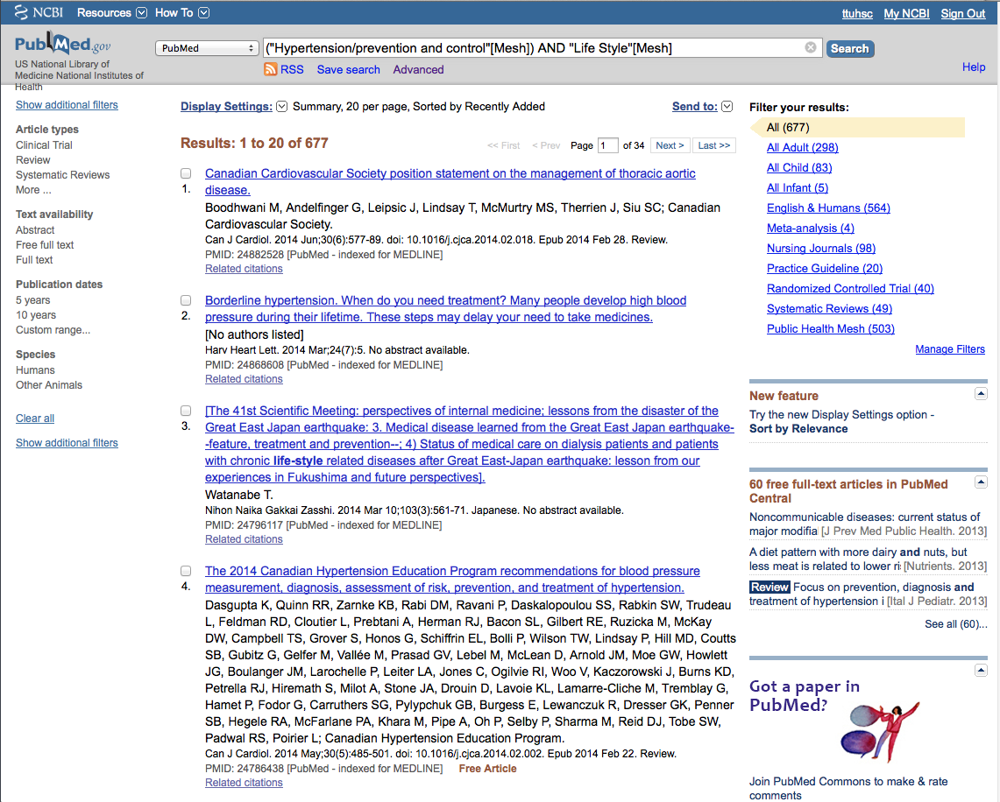 NCBI Resources How To ttuhsc My NCBI Sign Out
PubMed.gov
US National Library of
Medicine National Institutes of
Health
PubMed ("Hypertension/prevention and control"[Mesh]) AND "Life Style"[Mesh] Search
RSS Save search Advanced Help
Show additional filters
Article types
Clinical Trial
Review
Systematic Reviews
More ...
Text availability
Abstract
Free full text
Full text
Publication dates
5 years
10 years
Custom range...
Species
Humans
Other Animals
Clear all
Show additional filters
Display Settings: Summary, 20 per page, Sorted by Recently Added Send to:
Results: 1 to 20 of 677
<< First < Prev Page 1 of 34 Next > Last >>
1. Canadian Cardiovascular Society position statement on the management of thoracic aortic
disease.
Boodhwani M, Andelfinger G, Leipsic J, Lindsay T, McMurtry MS, Therrien J, Siu SC; Canadian
Cardiovascular Society.
Can J Cardiol. 2014 Jun;30(6):577-89. doi: 10.1016/j.cjca.2014.02.018. Epub 2014 Feb 28. Review.
PMID: 24882528 [PubMed - indexed for MEDLINE]
Related citations
2. Borderline hypertension. When do you need treatment? Many people develop high blood
pressure during their lifetime. These steps may delay your need to take medicines.
[No authors listed]
Harv Heart Lett. 2014 Mar;24(7):5. No abstract available.
PMID: 24868608 [PubMed - indexed for MEDLINE]
Related citations
3. [The 41st Scientific Meeting: perspectives of internal medicine; lessons from the disaster of the
Great East Japan earthquake: 3. Medical disease learned from the Great East Japan earthquake-
-feature, treatment and prevention--; 4) Status of medical care on dialysis patients and patients
with chronic life-style related diseases after Great East-Japan earthquake: lesson from our
experiences in Fukushima and future perspectives].
Watanabe T.
Nihon Naika Gakkai Zasshi. 2014 Mar 10;103(3):561-71. Japanese. No abstract available.
PMID: 24796117 [PubMed - indexed for MEDLINE]
Related citations
4. The 2014 Canadian Hypertension Education Program recommendations for blood pressure
measurement, diagnosis, assessment of risk, prevention, and treatment of hypertension.
Dasgupta K, Quinn RR, Zarnke KB, Rabi DM, Ravani P, Daskalopoulou SS, Rabkin SW, Trudeau
L, Feldman RD, Cloutier L, Prebtani A, Herman RJ, Bacon SL, Gilbert RE, Ruzicka M, McKay
DW, Campbell TS, Grover S, Honos G, Schiffrin EL, Bolli P, Wilson TW, Lindsay P, Hill MD, Coutts
SB, Gubitz G, Gelfer M, Vallée M, Prasad GV, Lebel M, McLean D, Arnold JM, Moe GW, Howlett
JG, Boulanger JM, Larochelle P, Leiter LA, Jones C, Ogilvie RI, Woo V, Kaczorowski J, Burns KD,
Petrella RJ, Hiremath S, Milot A, Stone JA, Drouin D, Lavoie KL, Lamarre-Cliche M, Tremblay G,
Hamet P, Fodor G, Carruthers SG, Pylypchuk GB, Burgess E, Lewanczuk R, Dresser GK, Penner
SB, Hegele RA, McFarlane PA, Khara M, Pipe A, Oh P, Selby P, Sharma M, Reid DJ, Tobe SW,
Padwal RS, Poirier L; Canadian Hypertension Education Program.
Can J Cardiol. 2014 May;30(5):485-501. doi: 10.1016/j.cjca.2014.02.002. Epub 2014 Feb 22. Review.
PMID: 24786438 [PubMed - indexed for MEDLINE] Free Article
Related citations
Filter your results:
All (677)
All Adult (298)
All Child (83)
All Infant (5)
English & Humans (564)
Meta-analysis (4)
Nursing Journals (98)
Practice Guideline (20)
Randomized Controlled Trial (40)
Systematic Reviews (49)
Public Health Mesh (503)
Manage Filters
New feature
Try the new Display Settings option -
Sort by Relevance
60 free full-text articles in PubMed
Central
Noncommunicable diseases: current status of
major modifia [J Prev Med Public Health. 2013]
A diet pattern with more dairy and nuts, but
less meat is related to lower ri [Nutrients. 2013]
Review Focus on prevention, diagnosis and
treatment of hypertension i [Ital J Pediatr. 2013]
See all (60)...
Got a paper in
PubMed?
Join PubMed Commons to make & rate
comments